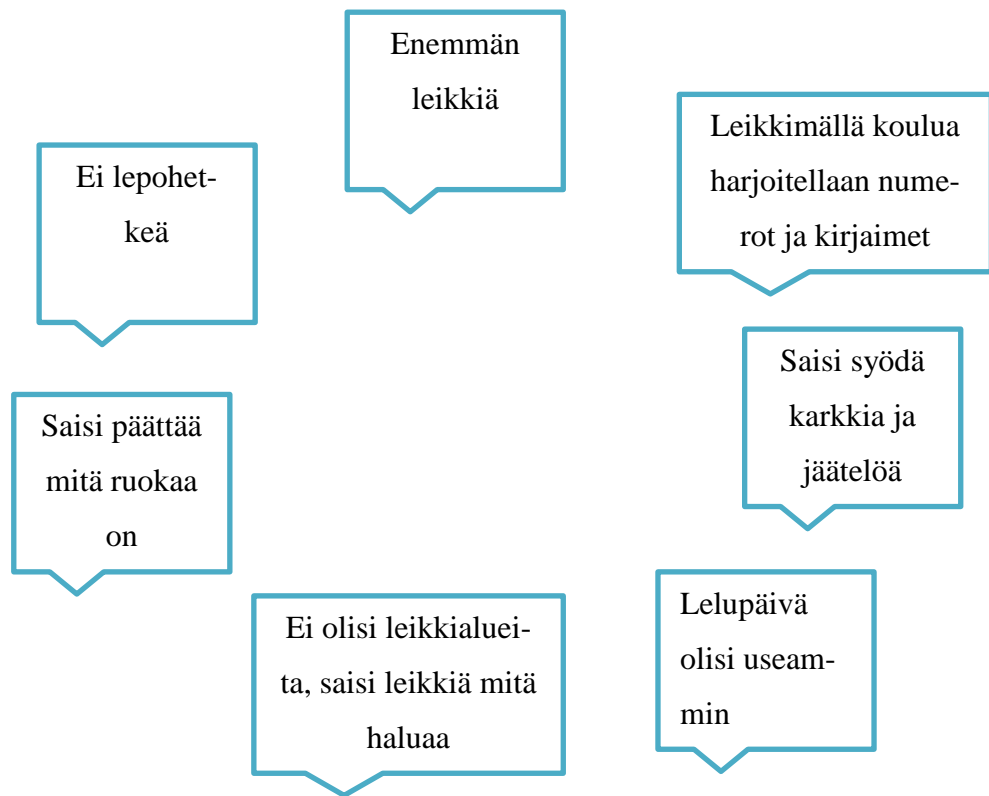 Enemmän
leikkiä
Leikkimällä koulua
harjoitellaan nume-
rot ja kirjaimet
Ei lepohet-
keä
Saisi syödä
karkkia ja
jäätelöä
Saisi päättää
mitä ruokaa
on
Lelupäivä
olisi useam-
min
Ei olisi leikkialuei-
ta, saisi leikkiä mitä
haluaa